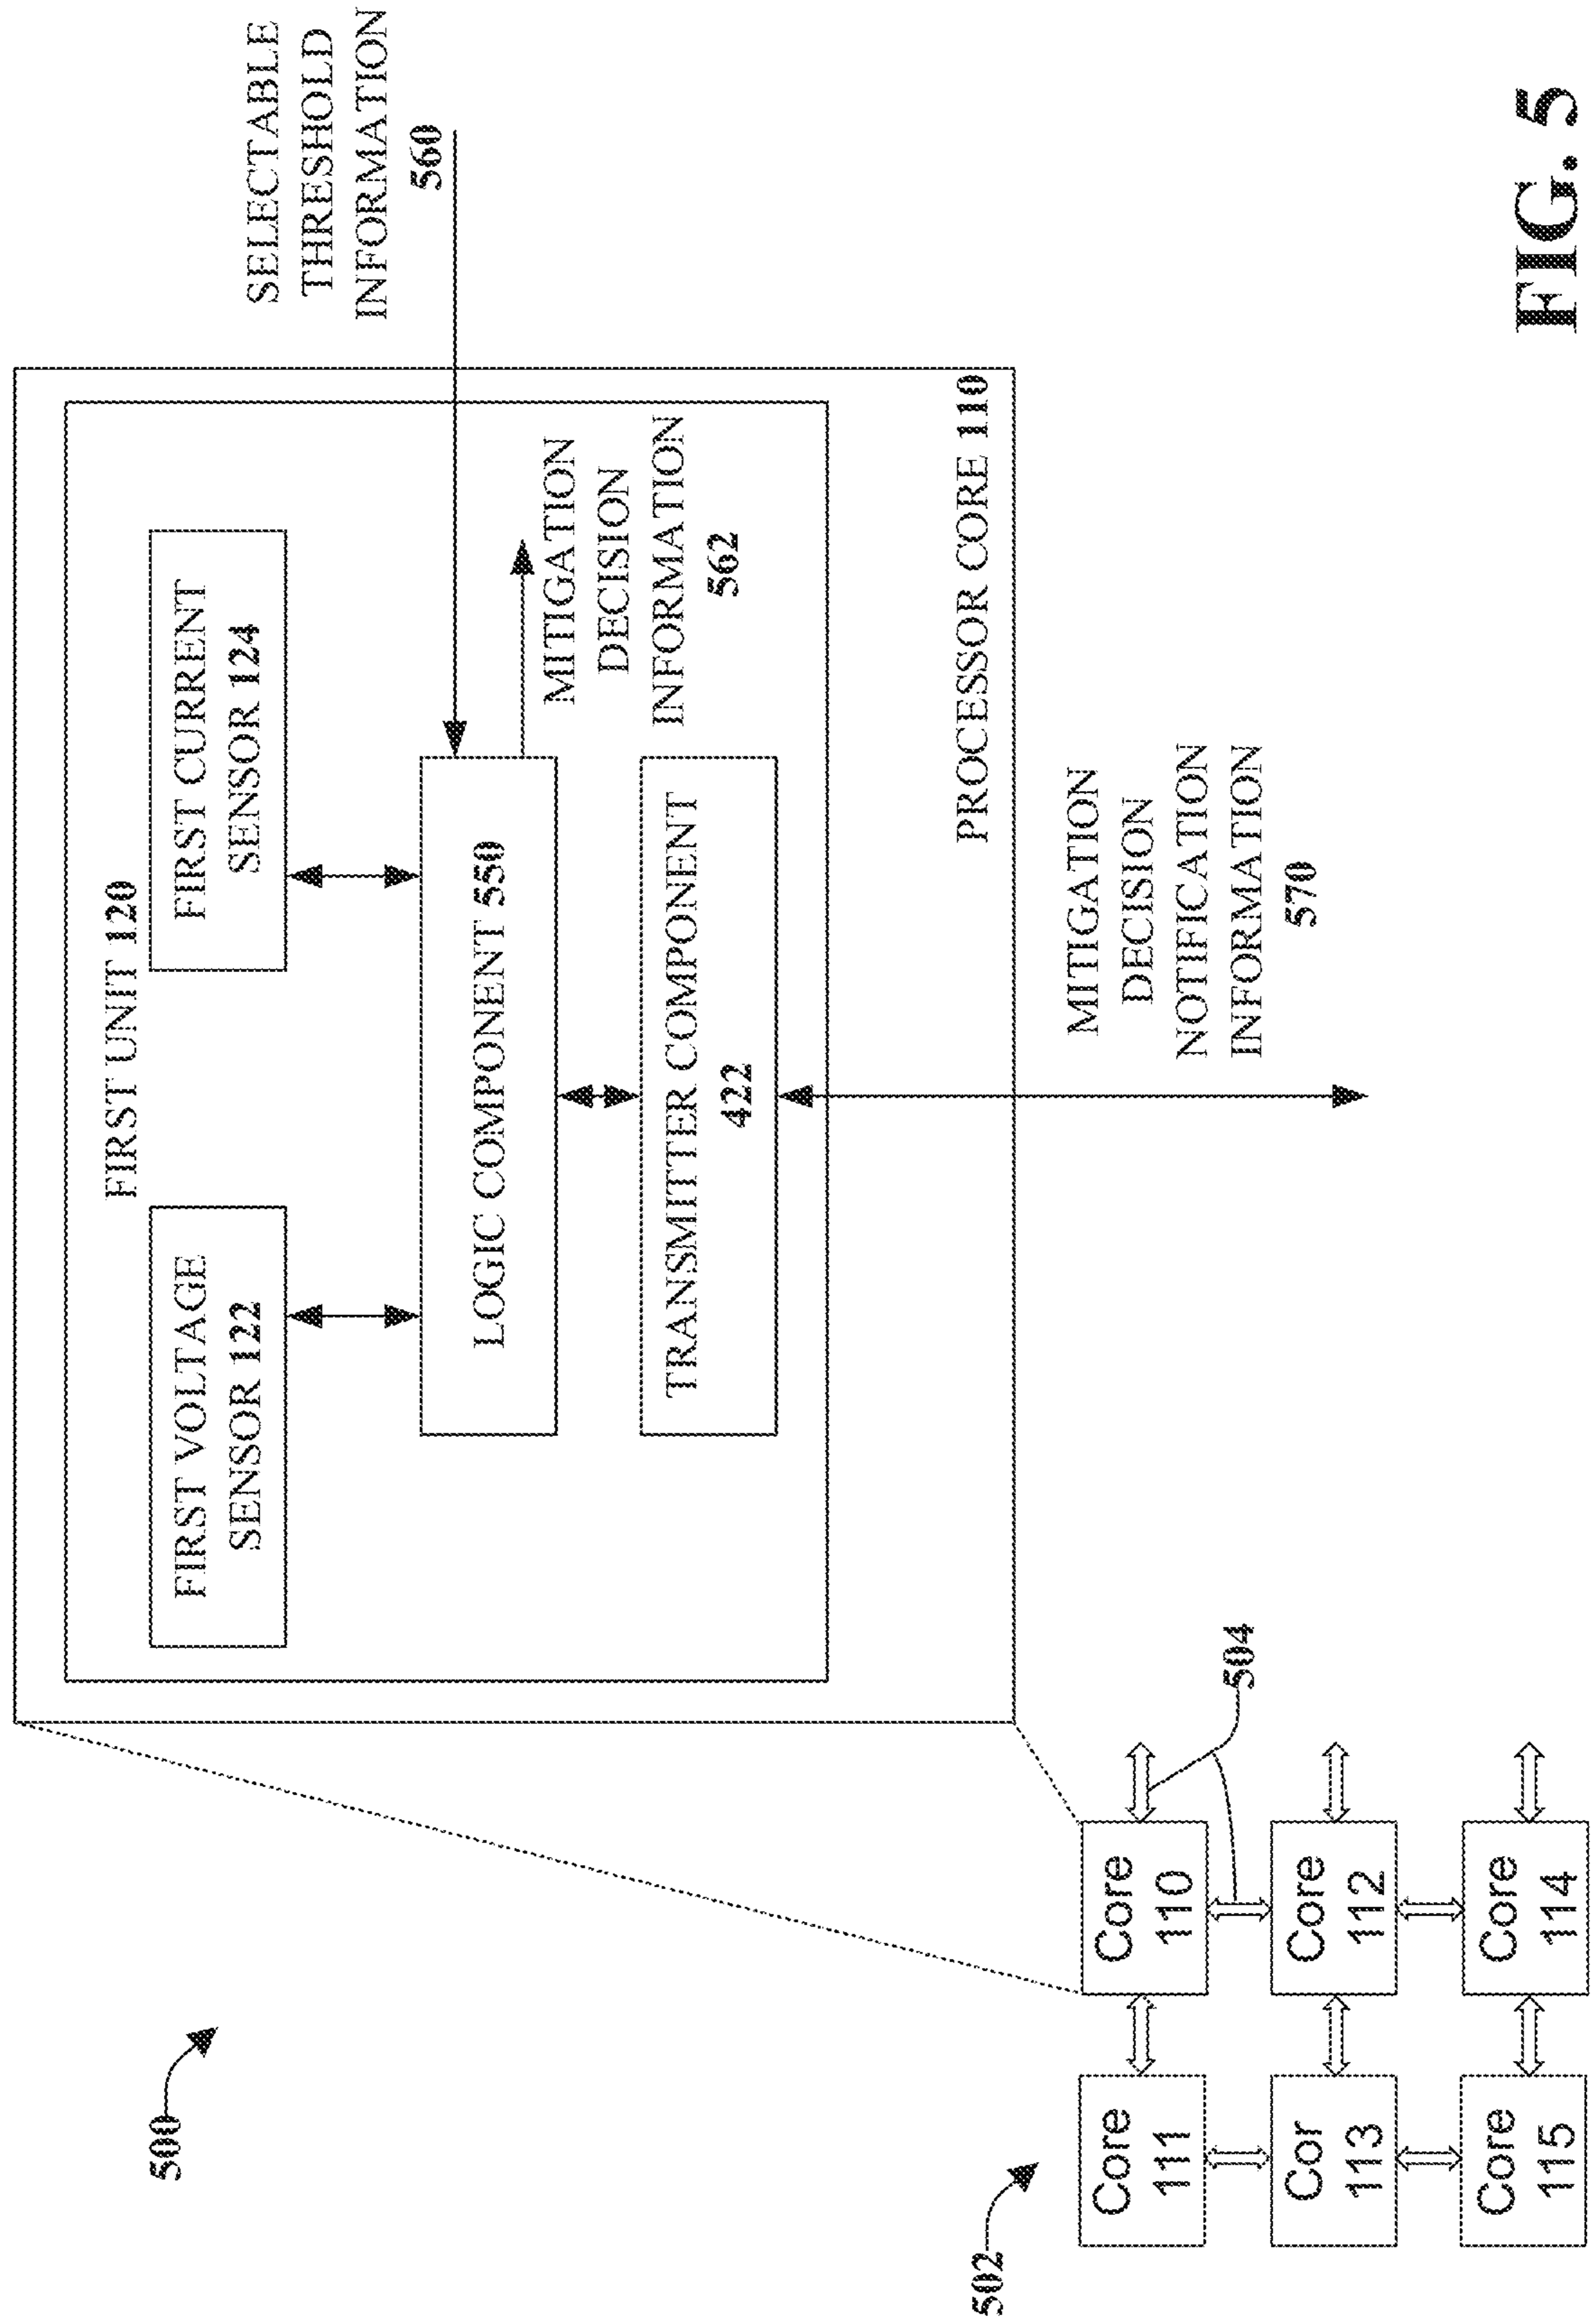 500
FIRST UNIT 120
FIRST VOLTAGE
SENSOR 122
FIRST CURRENT
SENSOR 124
SELECTABLE
THRESHOLD
INFORMATION
560
LOGIC COMPONENT 550
MITIGATION
DECISION
INFORMATION
562
TRANSMITTER COMPONENT
422
PROCESSOR CORE 110
502
504
Core
111
Core
110
MITIGATION
DECISION
NOTIFICATION
INFORMATION
570
Cor
113
Core
112
Core
115
Core
114
FIG. 5